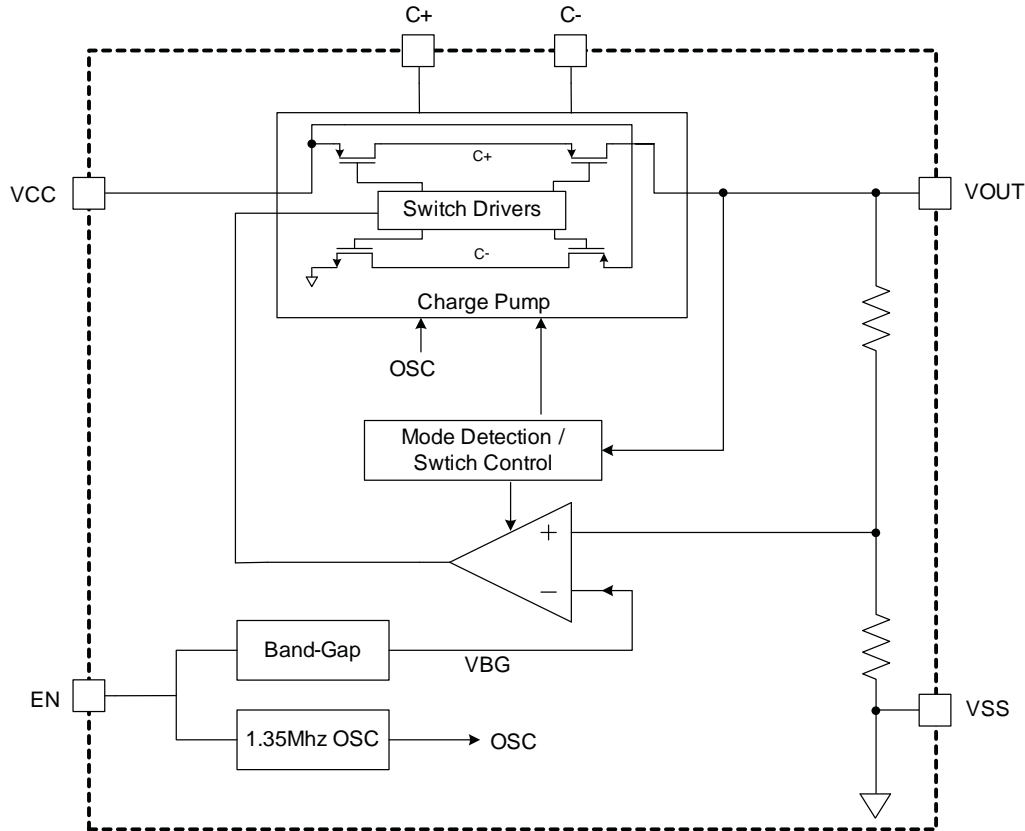 C+
C-
C+
VCC
Switch Drivers
VOUT
C-
Charge Pump
OSC
Mode Detection /
Swtich Control
+
−
Band-Gap
VBG
EN
VSS
1.35Mhz OSC
OSC